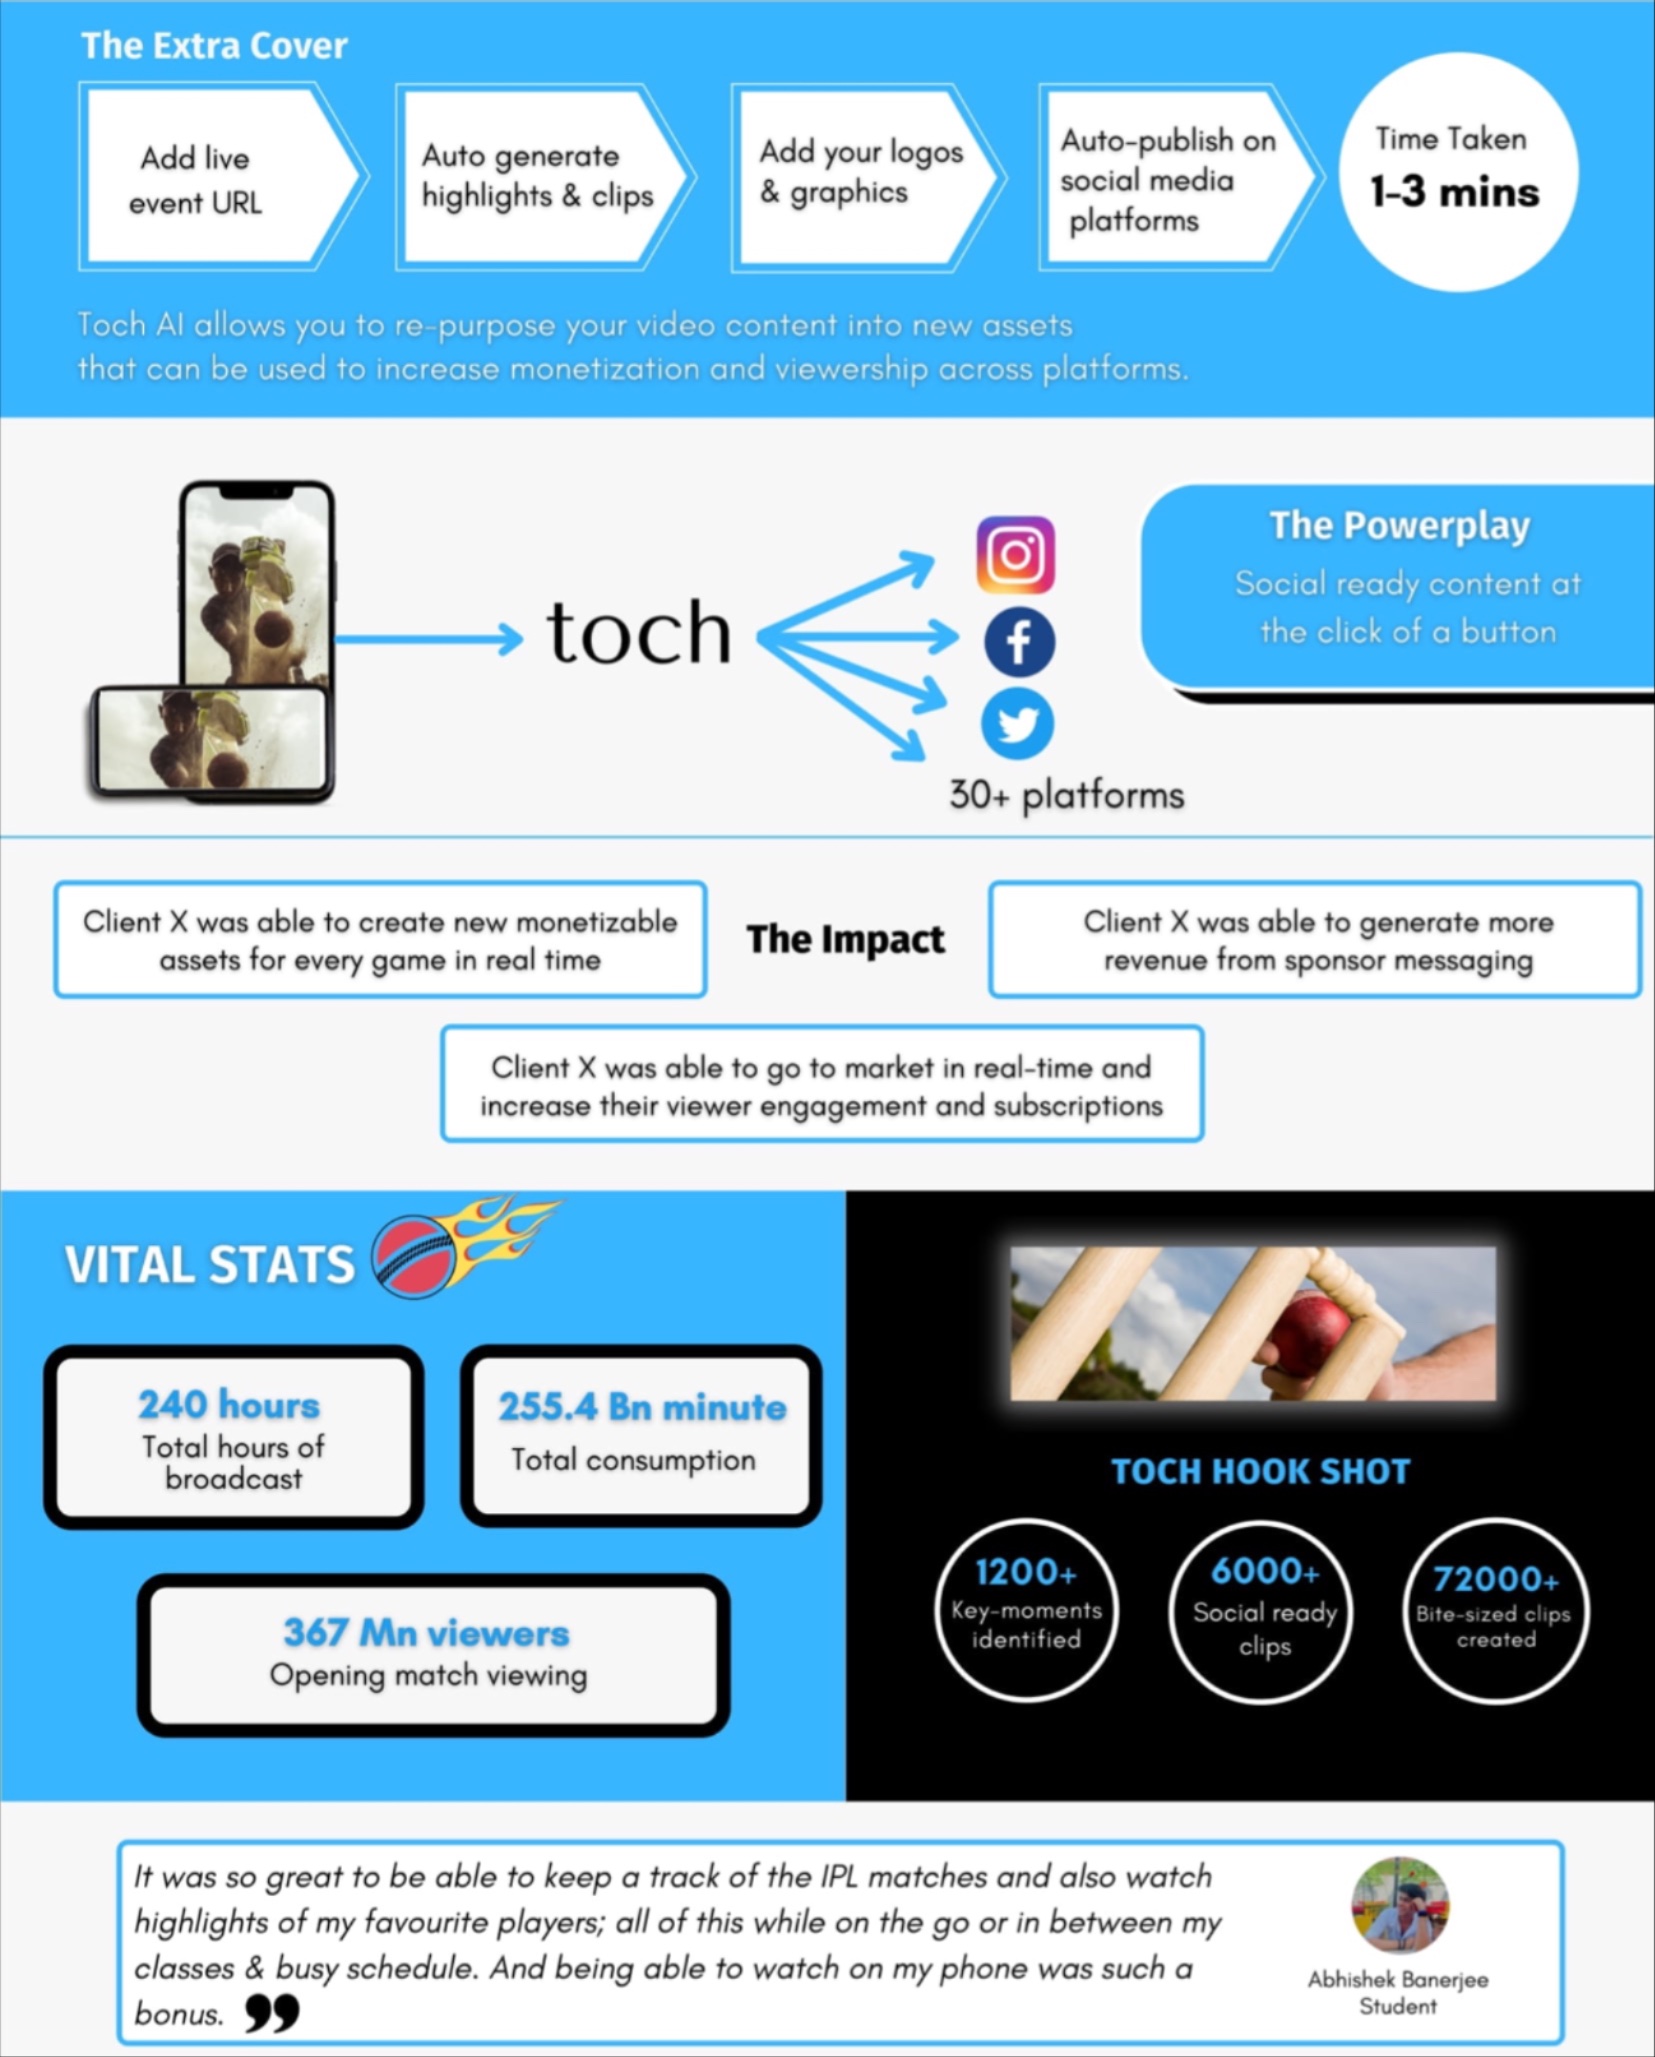 The Extra Cover
Add live
event URL
Auto generate
highlights & clips
Add your logos
& graphics
Auto-publish on
social media
platforms
Time Taken
1-3 mins
Toch AI allows you to re-purpose your video content into new assets
that can be used to increase monetization and viewership across platforms.
toch
30+ platforms
The Powerplay
Social ready content at
the click of a button
Client X was able to create new monetizable
assets for every game in real time
The Impact
Client X was able to generate more
revenue from sponsor messaging
Client X was able to go to market in real-time and
increase their viewer engagement and subscriptions
VITAL STATS
240 hours
Total hours of
broadcast
255.4 Bn minute
Total consumption
367 Mn viewers
Opening match viewing
TOCH HOOK SHOT
1200+
Key-moments
identified
6000+
Social ready
clips
72000+
Bite-sized clips
created
It was so great to be able to keep a track of the IPL matches and also watch
highlights of my favourite players; all of this while on the go or in between my
classes & busy schedule. And being able to watch on my phone was such a
bonus. ”
Abhishek Banerjee
Student